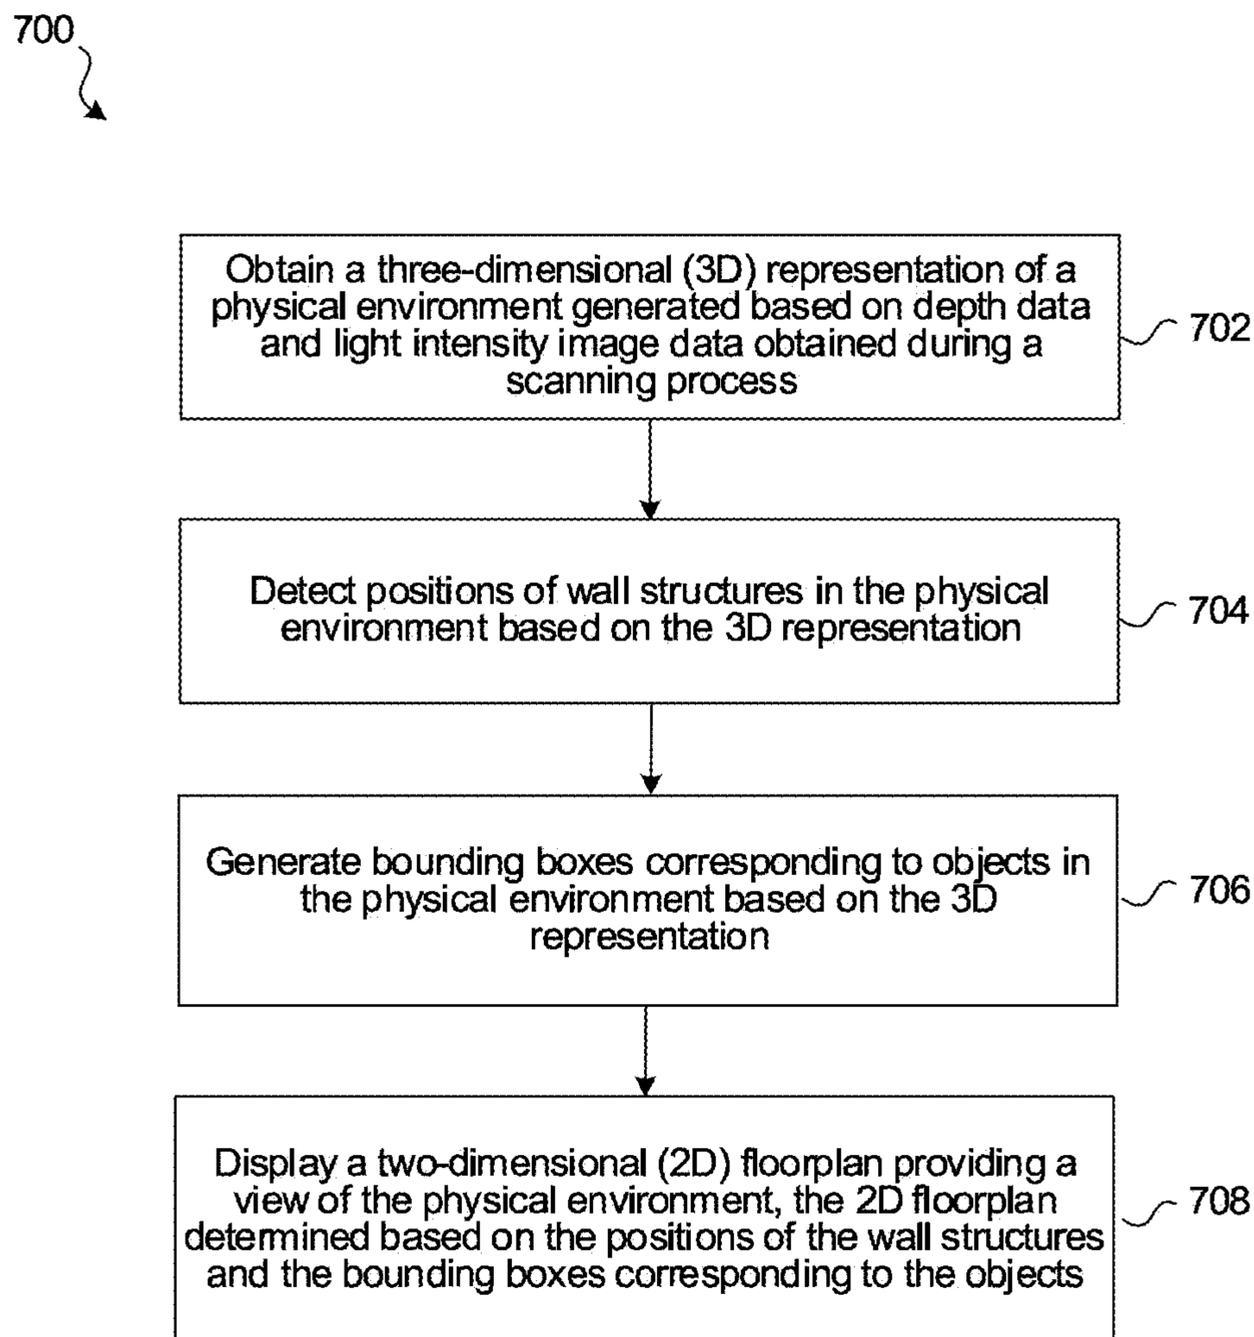 700
Obtain a three-dimensional (3D) representation of a
physical environment generated based on depth data
and light intensity image data obtained during a
scanning process
702
Detect positions of wall structures in the physical
environment based on the 3D representation
704
Generate bounding boxes corresponding to objects in
the physical environment based on the 3D
representation
706
Display a two-dimensional (2D) floorplan providing a
view of the physical environment, the 2D floorplan
determined based on the positions of the wall structures
and the bounding boxes corresponding to the objects
708